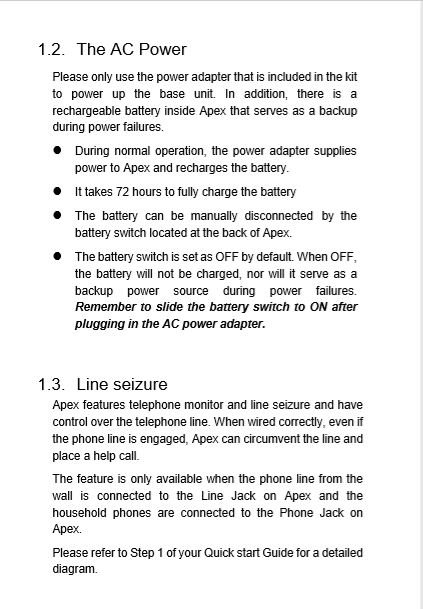 1.2. The AC Power
Please only use the power adapter that is included in the kit
to power up the base unit. In addition, there is a
rechargeable battery inside Apex that serves as a backup
during power failures.
● During normal operation, the power adapter supplies
power to Apex and recharges the battery.
● It takes 72 hours to fully charge the battery
● The battery can be manually disconnected by the
battery switch located at the back of Apex.
● The battery switch is set as OFF by default. When OFF,
the battery will not be charged, nor will it serve as a
backup power source during power failures.
Remember to slide the battery switch to ON after
plugging in the AC power adapter.
1.3. Line seizure
Apex features telephone monitor and line seizure and have
control over the telephone line. When wired correctly, even if
the phone line is engaged, Apex can circumvent the line and
place a help call.
The feature is only available when the phone line from the
wall is connected to the Line Jack on Apex and the
household phones are connected to the Phone Jack on
Apex.
Please refer to Step 1 of your Quick start Guide for a detailed
diagram.